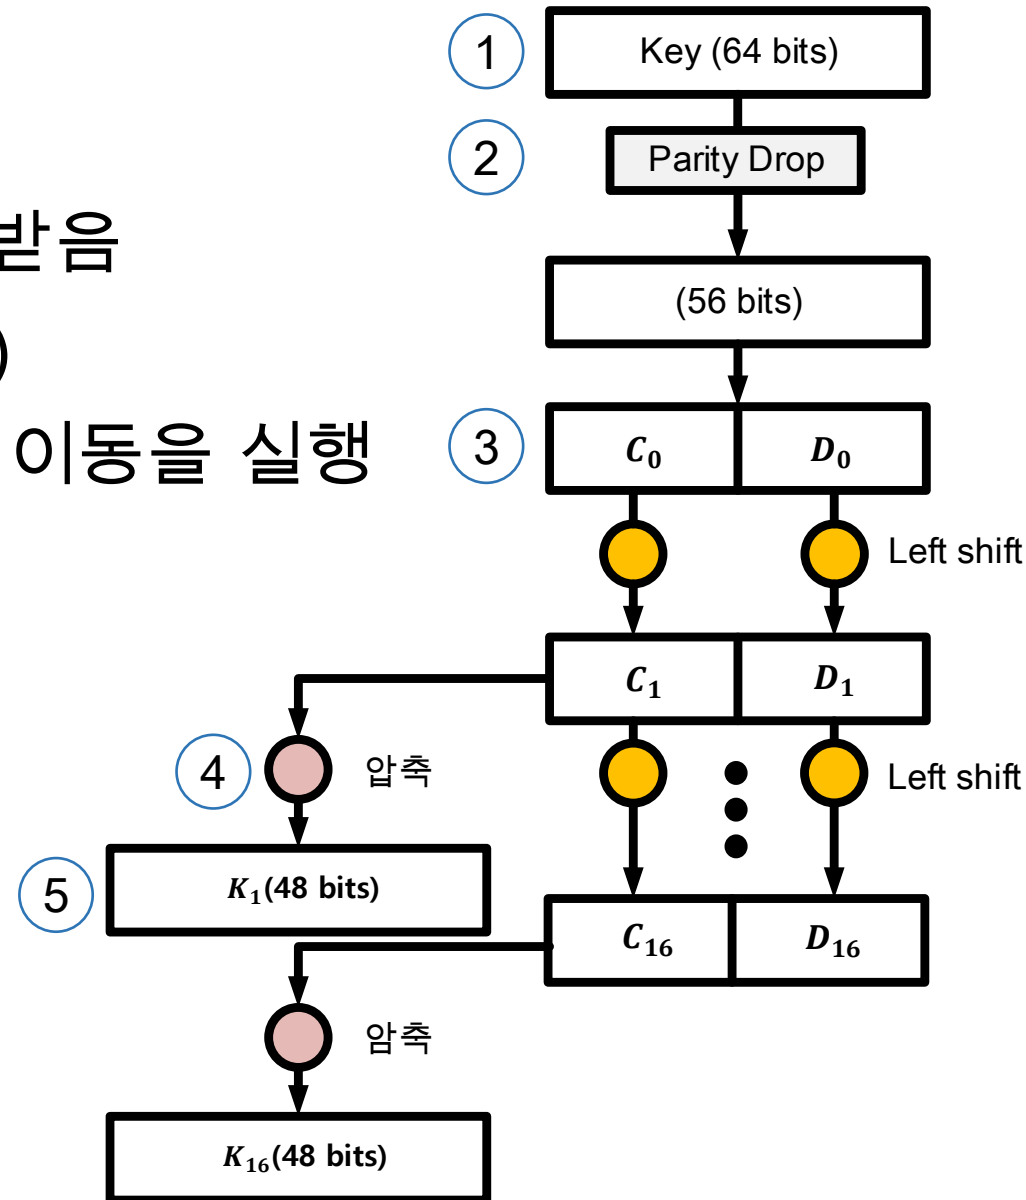 1
Key (64 bits)
2
Parity Drop
받음
(56 bits)
)
이동을 실행
3
C₀
D₀
Left shift
C₁
D₁
4
압축
Left shift
5
K₁(48 bits)
C₁₆
D₁₆
암축
K₁₆(48 bits)